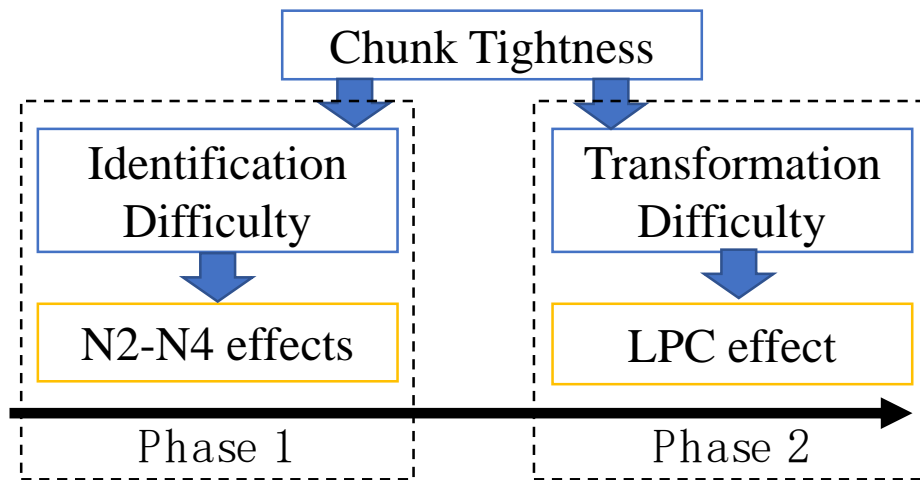 Chunk Tightness
Identification
Difficulty
N2-N4 effects
Phase 1
Transformation
Difficulty
LPC effect
Phase 2